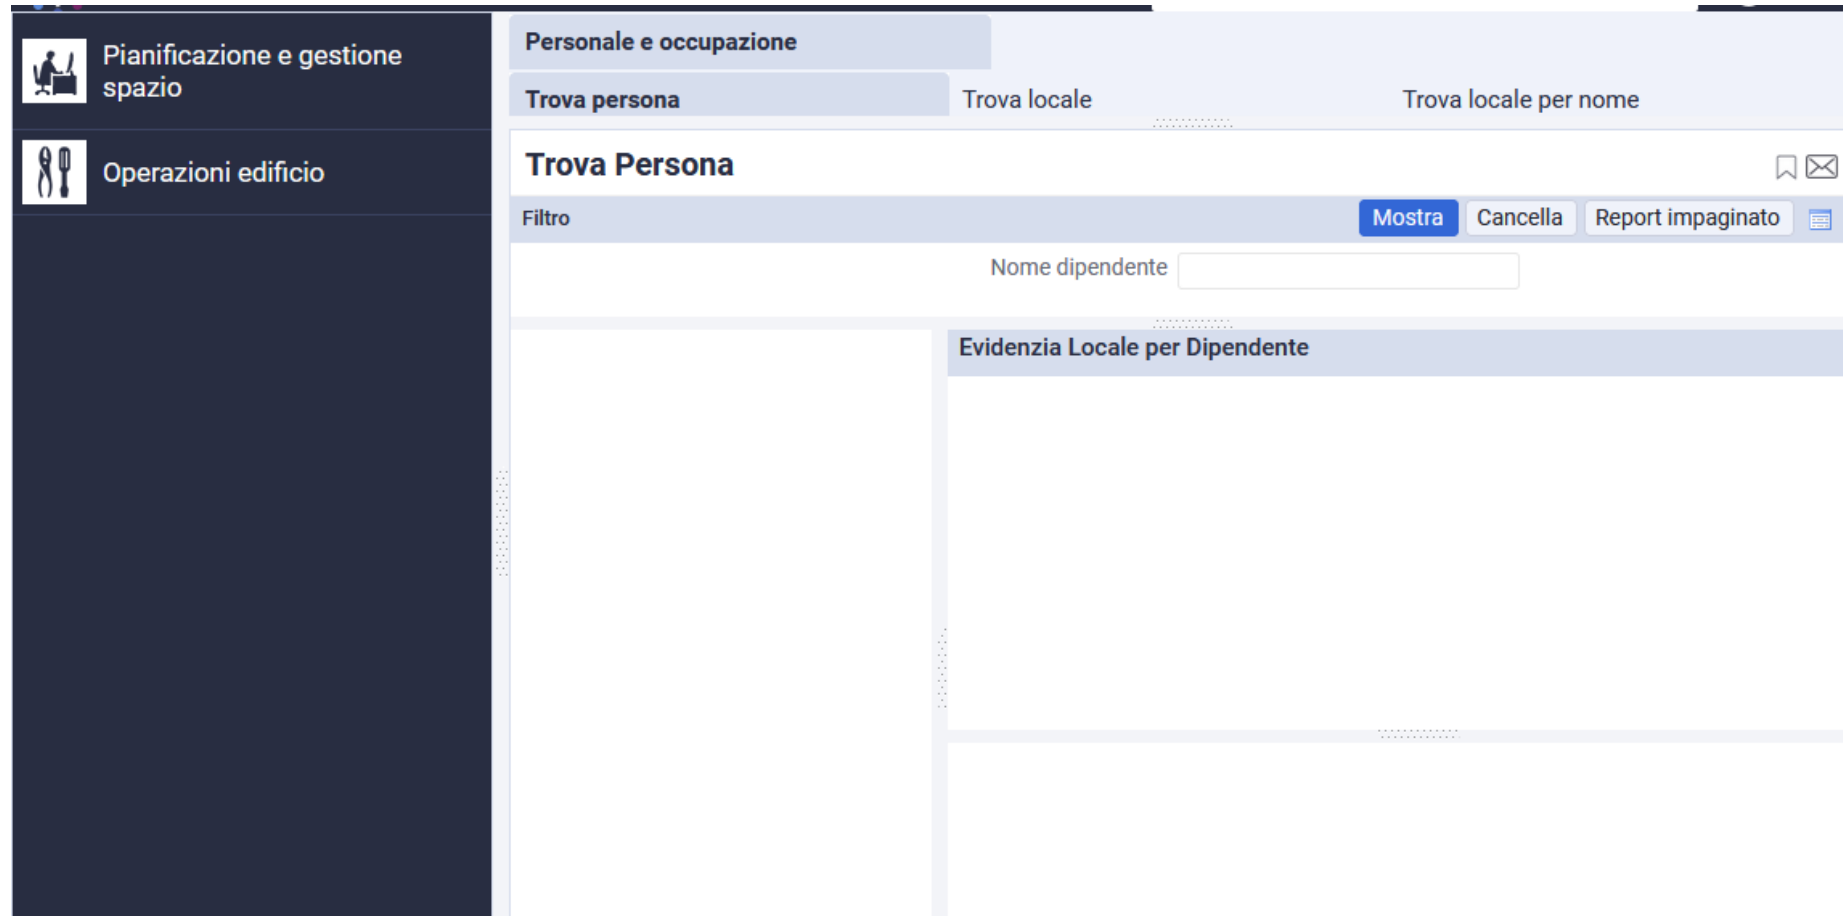 Pianificazione e gestione
spazio
Operazioni edificio
Personale e occupazione
Trova persona
Trova locale
Trova locale per nome
Trova Persona
Filtro
Mostra
Cancella
Report impaginato
Nome dipendente
Evidenzia Locale per Dipendente